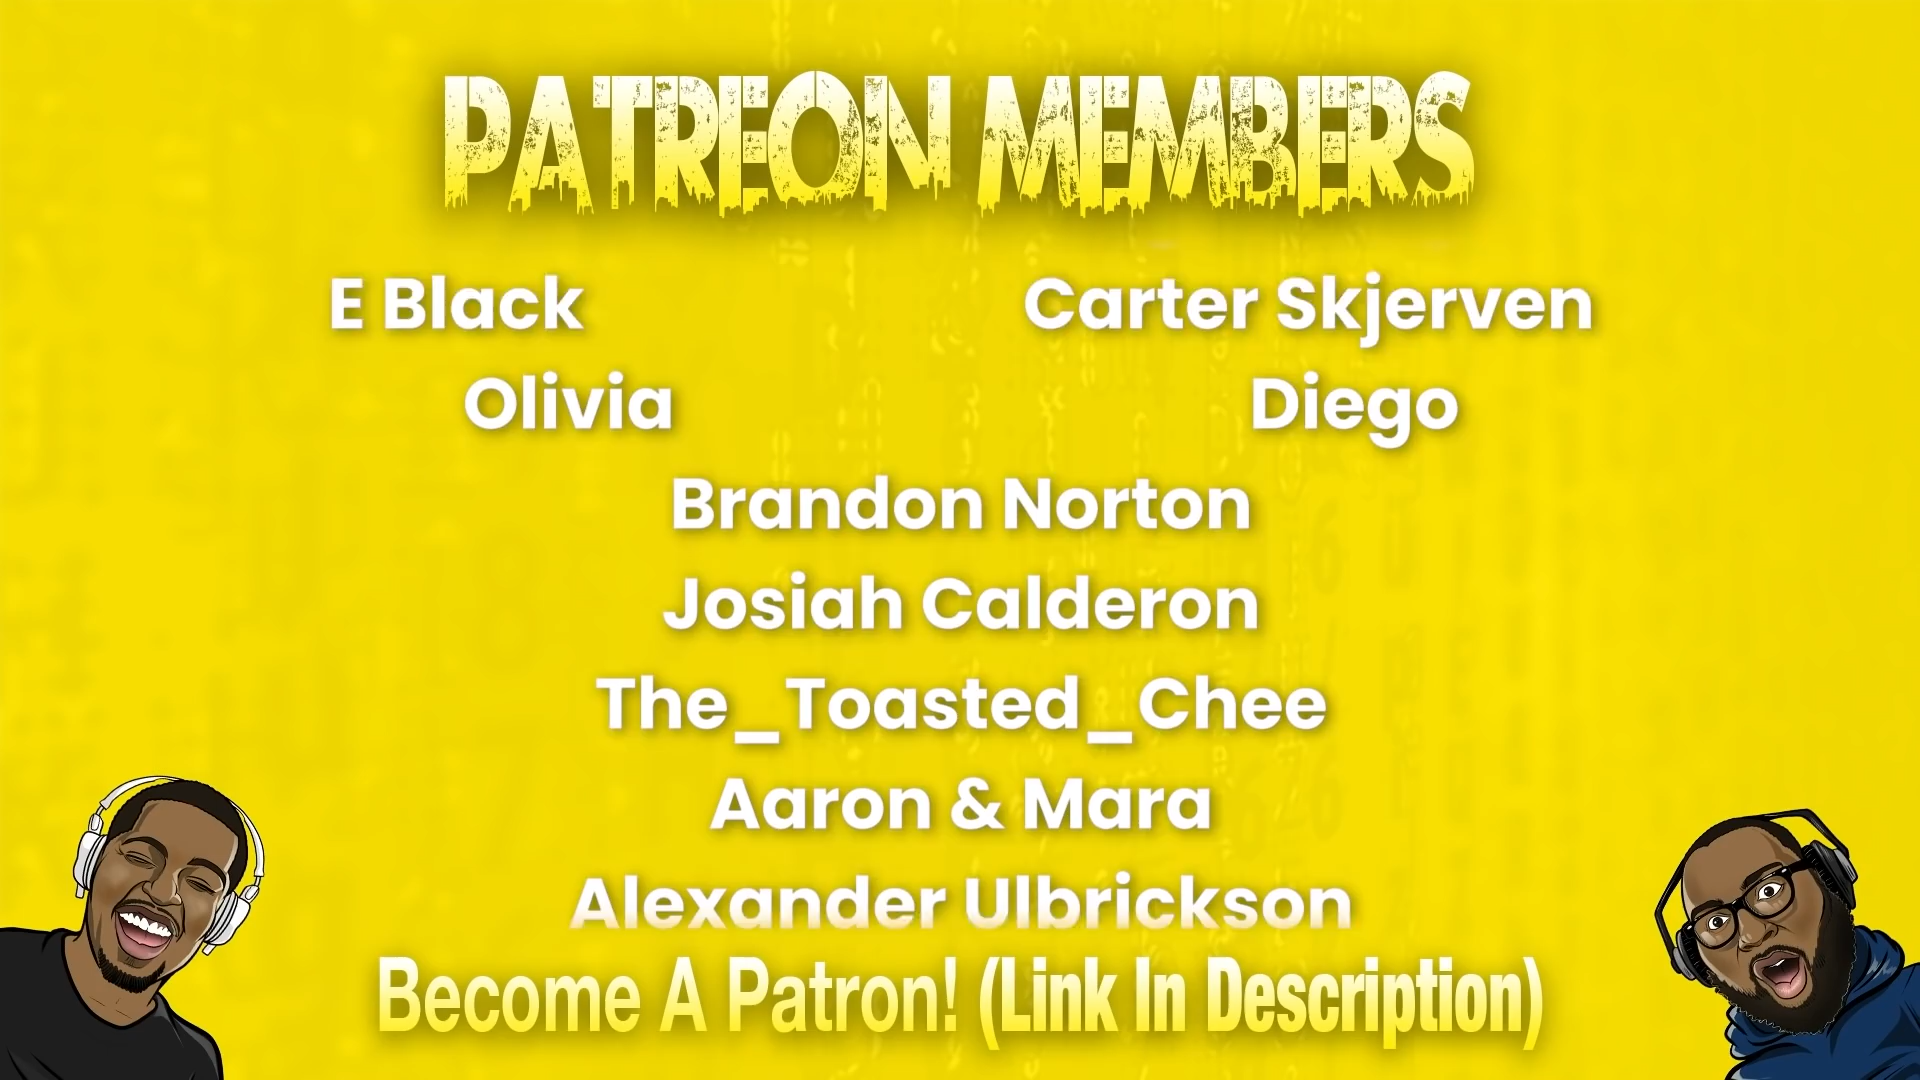 PATREON MEMBERS
E Black Carter Skjerven
Olivia Diego
Brandon Norton
Josiah Calderon
The_Toasted_Chee
Aaron & Mara
Alexander Ulbrickson
Become A Patron! (Link In Description)